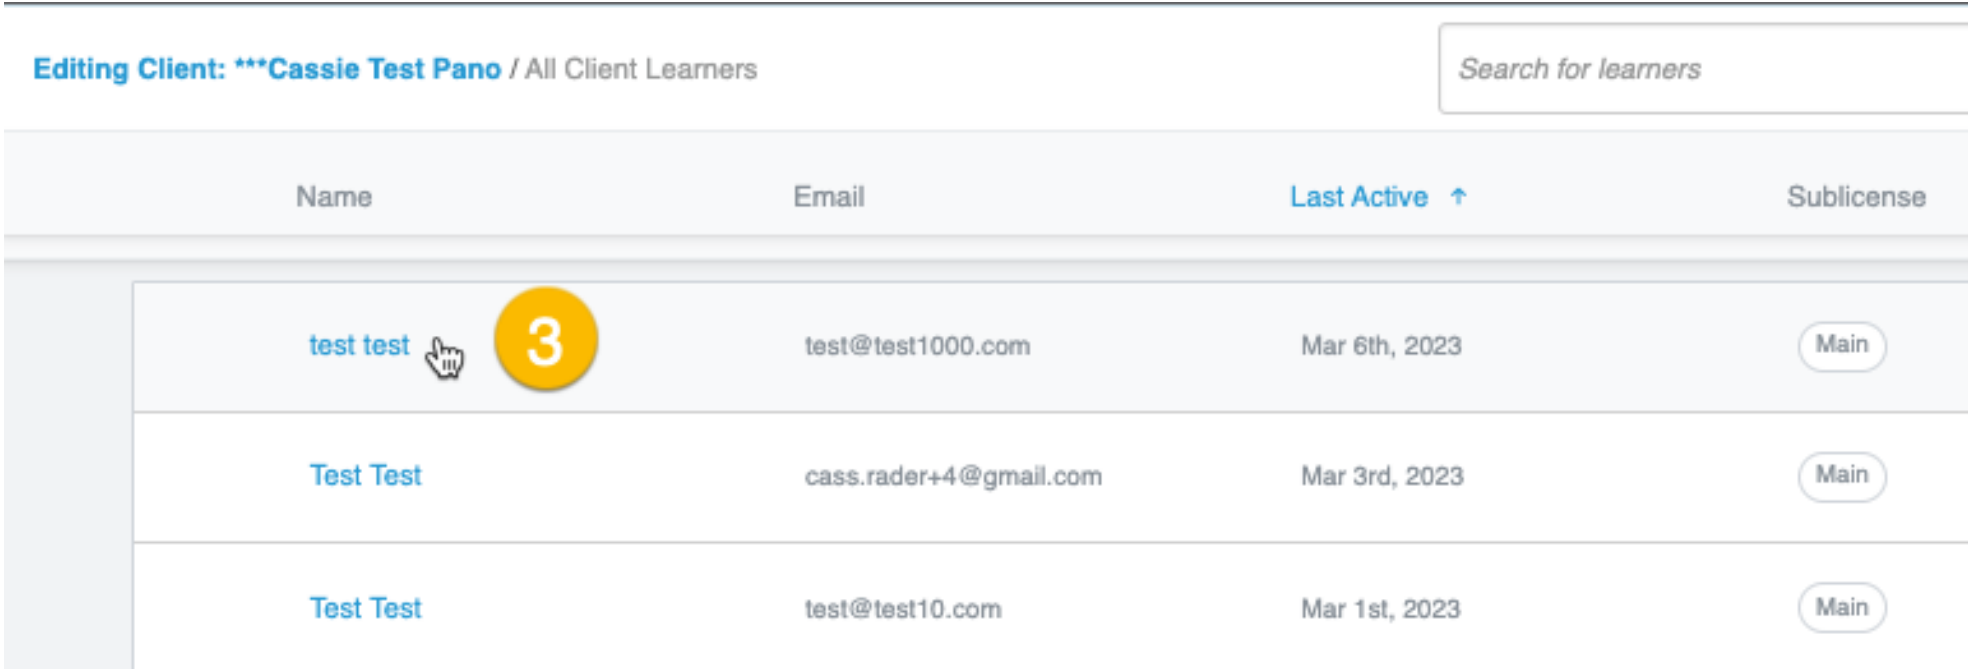 Editing Client: ***Cassie Test Pano / All Client Learners
Search for learners
Name Email Last Active ↑ Sublicense
test test 3 test@test1000.com Mar 6th, 2023 Main
Test Test cass.rader+4@gmail.com Mar 3rd, 2023 Main
Test Test test@test10.com Mar 1st, 2023 Main